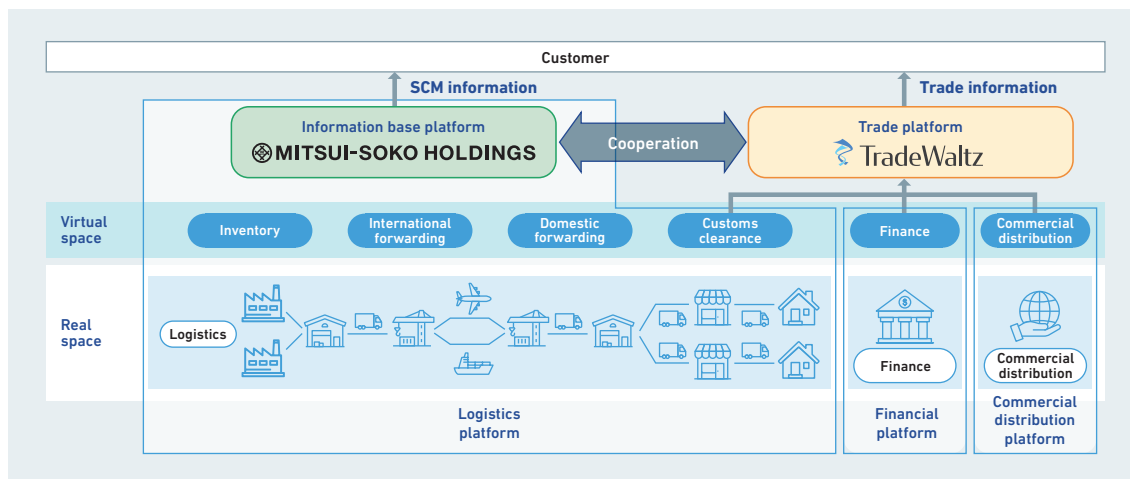 Customer
SCM information
Trade information
Information base platform
MITSUI-SOKO HOLDINGS
Cooperation
Trade platform
TradeWaltz
Virtual
space
Inventory
International
forwarding
Domestic
forwarding
Customs
clearance
Finance
Commercial
distribution
Real
space
Logistics
$
Finance
Commercial
distribution
Logistics
platform
Financial
platform
Commercial
distribution
platform